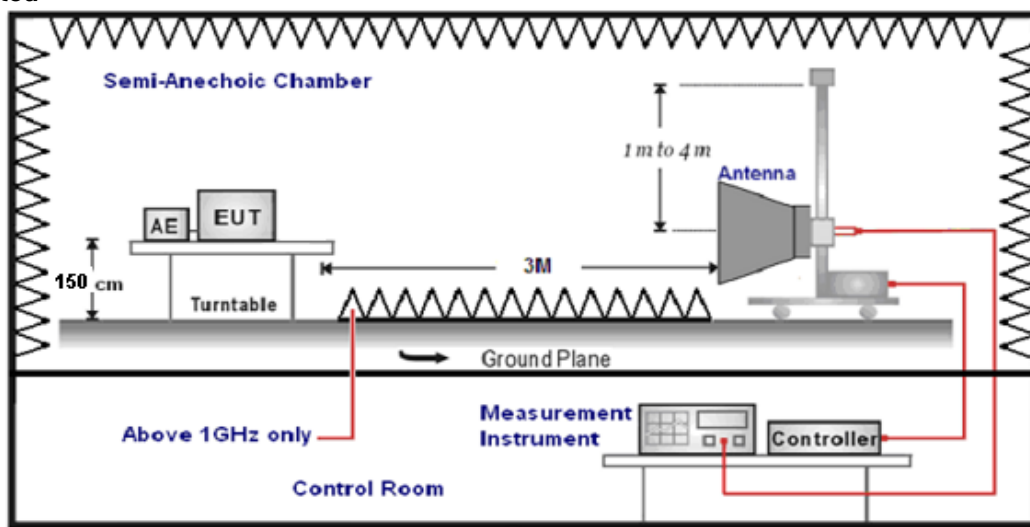 Semi-Anechoic Chamber
1 m to 4 m
Antenna
AE
EUT
3M
150 cm
Turntable
Ground Plane
Above 1GHz only
Measurement
Instrument
Controller
Control Room